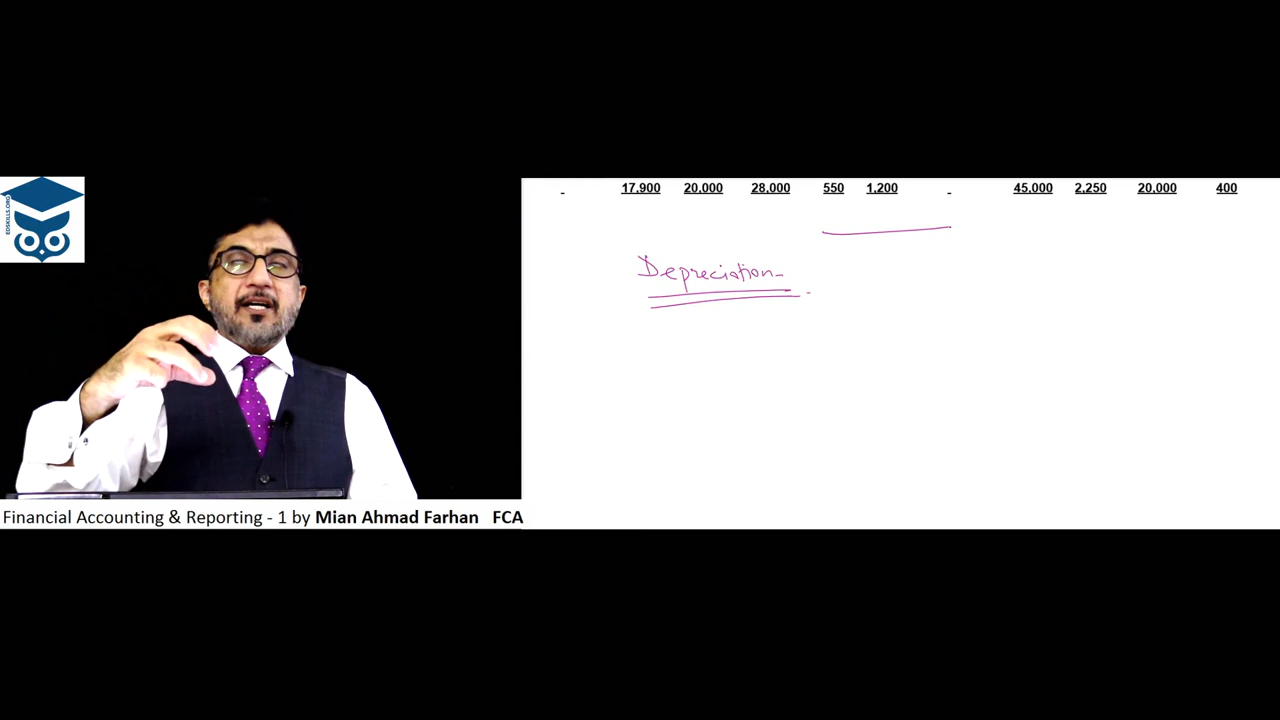 EDSKILLS.ORG
- 17,900 20,000 28,000 550 1,200 - 45,000 2,250 20,000 400
Depreciation
Financial Accounting & Reporting - 1 by Mian Ahmad Farhan FCA